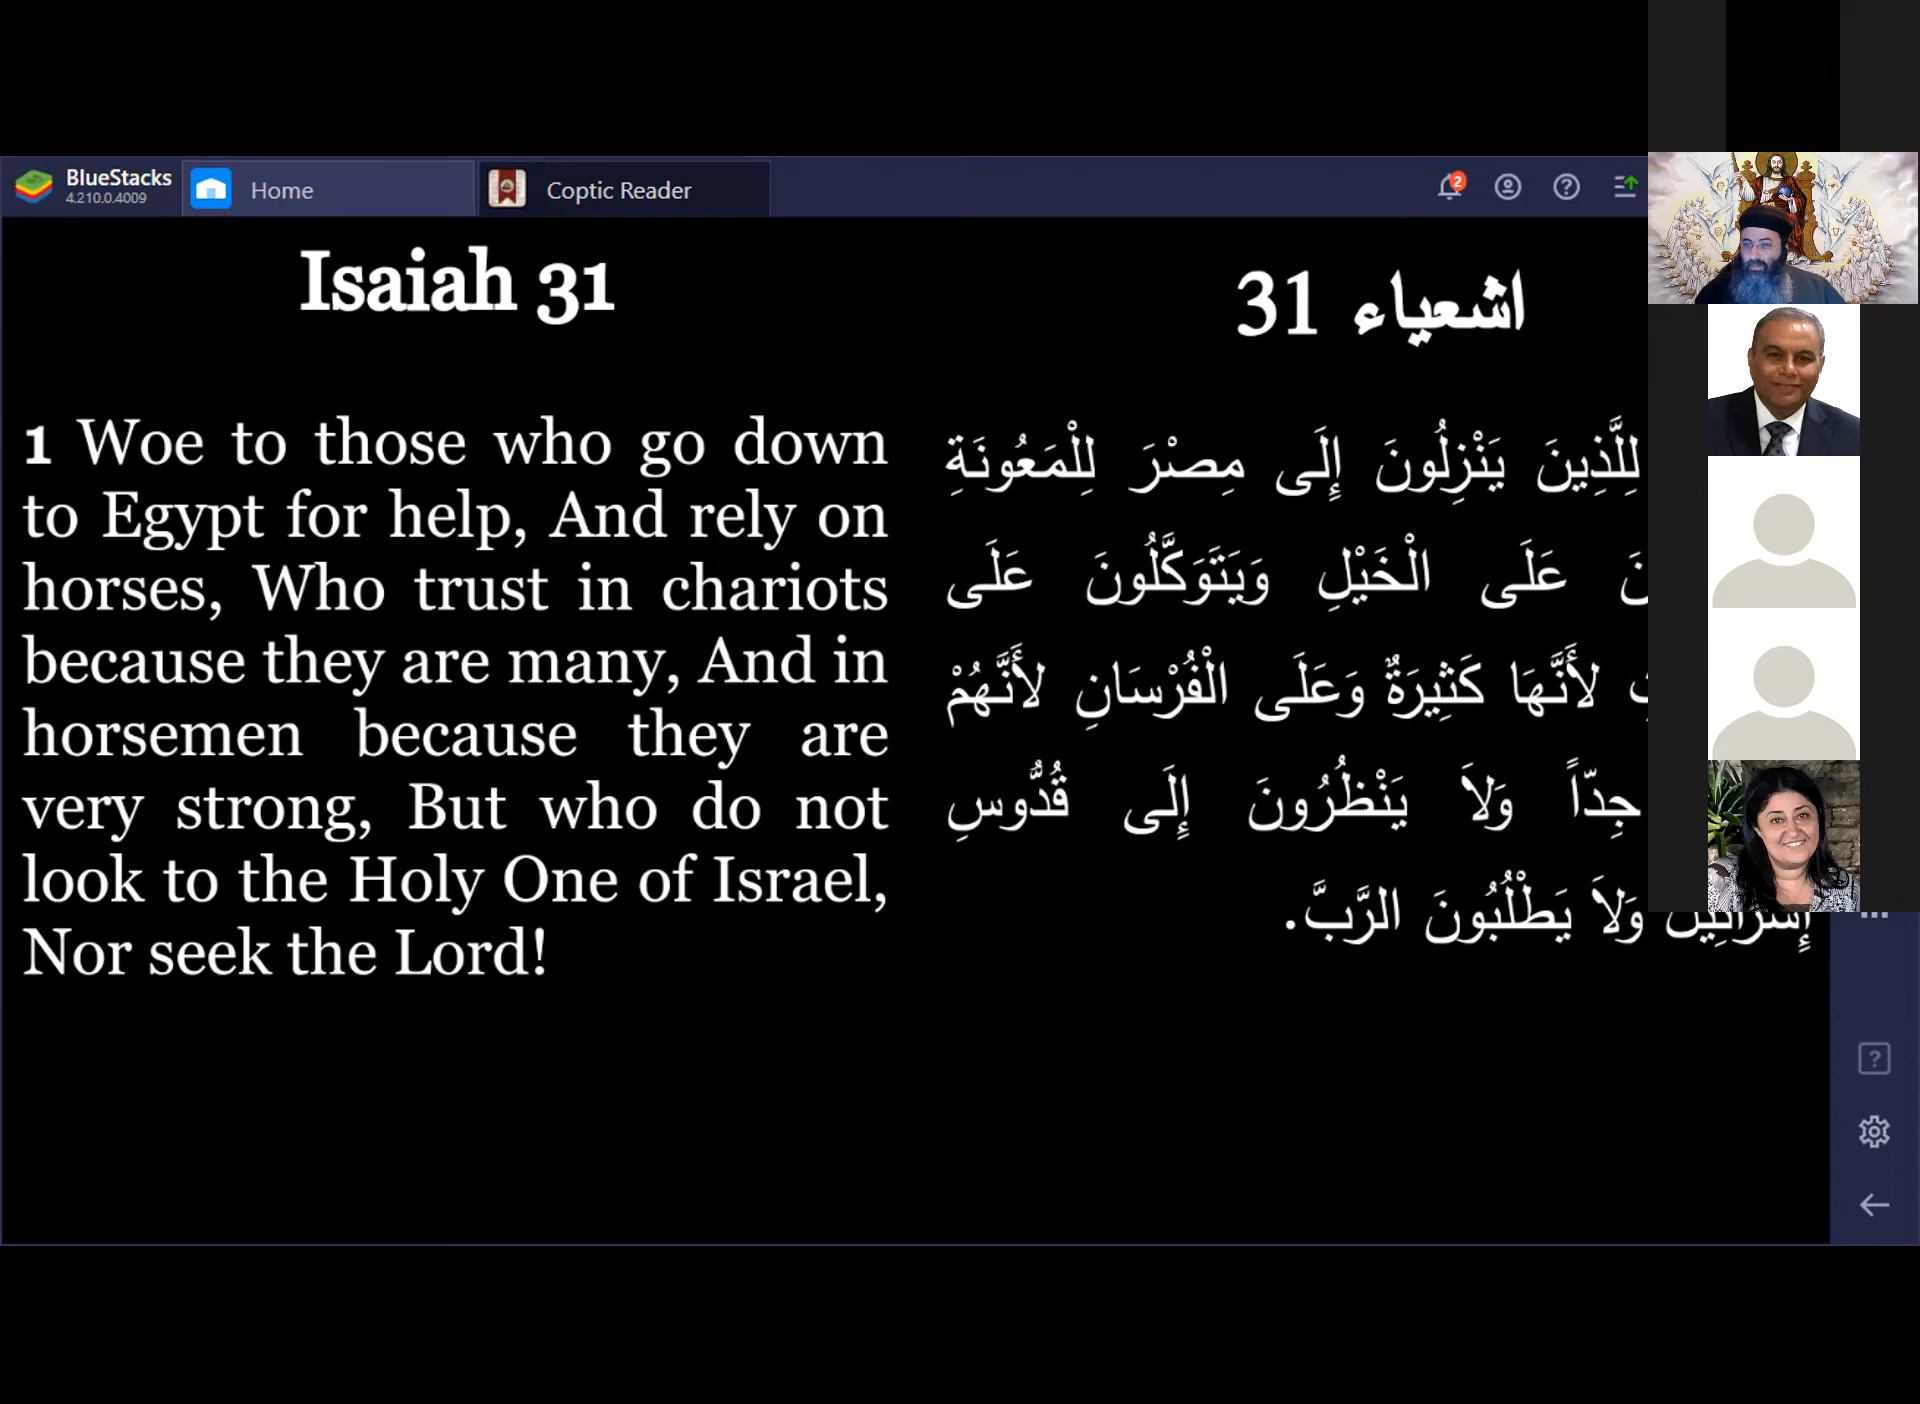 BlueStacks
4.210.0.4009
Home
Coptic Reader
2
Isaiah 31
1 Woe to those who go down
to Egypt for help, And rely on
horses, Who trust in chariots
because they are many, And in
horsemen because they are
very strong, But who do not
look to the Holy One of Israel,
Nor seek the Lord!
اشعياء 31
لِلَّذِينَ يَنْزِلُونَ إِلَى مِصْرَ لِلْمَعُونَةِ
عَلَى الْخَيْلِ وَيَتَوَكَّلُونَ عَلَى
لأَنَّهَا كَثِيرَةٌ وَعَلَى الْفُرْسَانِ لأَنَّهُمْ
جِدّاً وَلاَ يَنْظُرُونَ إِلَى قُدُّوسِ
إِسْرَائِيلَ وَلاَ يَطْلُبُونَ الرَّبَّ.